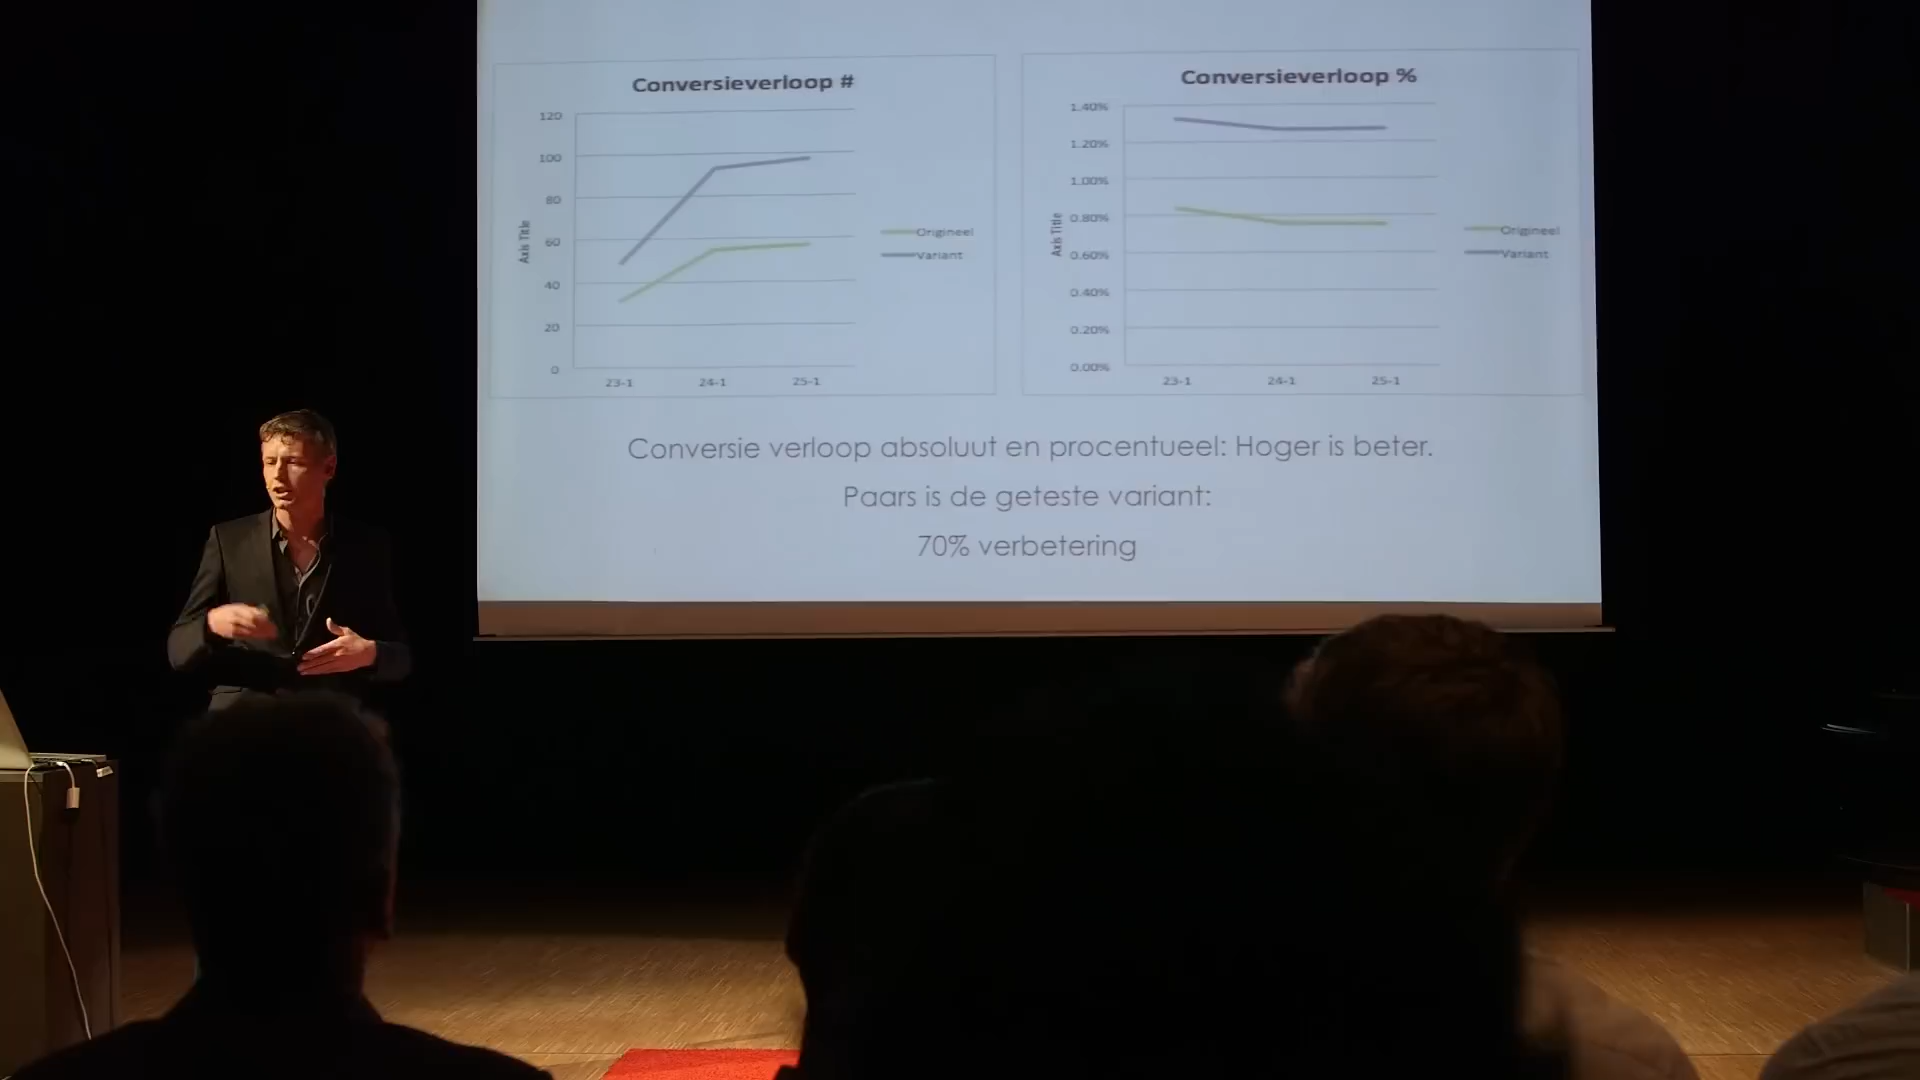 Conversieverloop #
120
100
80
60
40
20
0
Axis Title
23-1
24-1
25-1
Origineel
Variant
Conversieverloop %
1.40%
1.20%
1.00%
0.80%
0.60%
0.40%
0.20%
0.00%
Axis Title
23-1
24-1
25-1
Origineel
Variant
Conversie verloop absoluut en procentueel: Hoger is beter.
Paars is de geteste variant:
70% verbetering